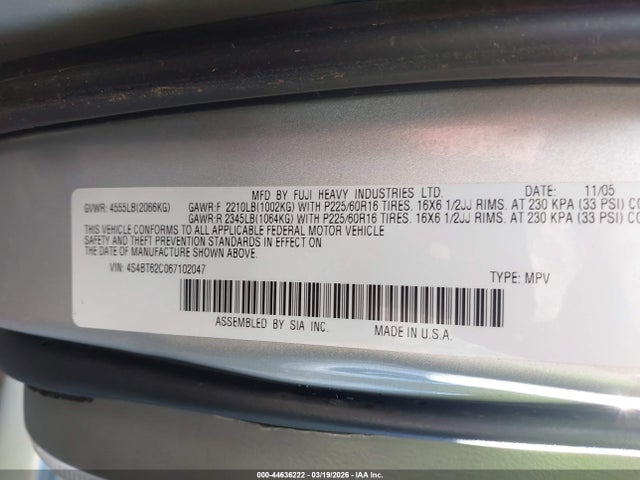 MFD BY FUJI HEAVY INDUSTRIES LTD. DATE: 11/05
GVWR: 4555LB(2066KG) GAWR:F 2210LB(1002KG) WITH P225/60R16 TIRES. 16X6 1/2JJ RIMS. AT 230 KPA (33 PSI) CO
GAWR:R 2345LB(1064KG) WITH P225/60R16 TIRES. 16X6 1/2JJ RIMS. AT 230 KPA (33 PSI) CO
THIS VEHICLE CONFORMS TO ALL APPLICABLE FEDERAL MOTOR VEHICLE
SAFETY AND THEFT PREVENTION STANDARDS IN EFFECT ON
THE DATE OF MANUFACTURE SHOWN ABOVE.
VIN: 4S4BT62C067102047 TYPE: MPV
ASSEMBLED BY SIA INC. MADE IN U.S.A.
000-44636222 | 03/19/2026 | IAA Inc.